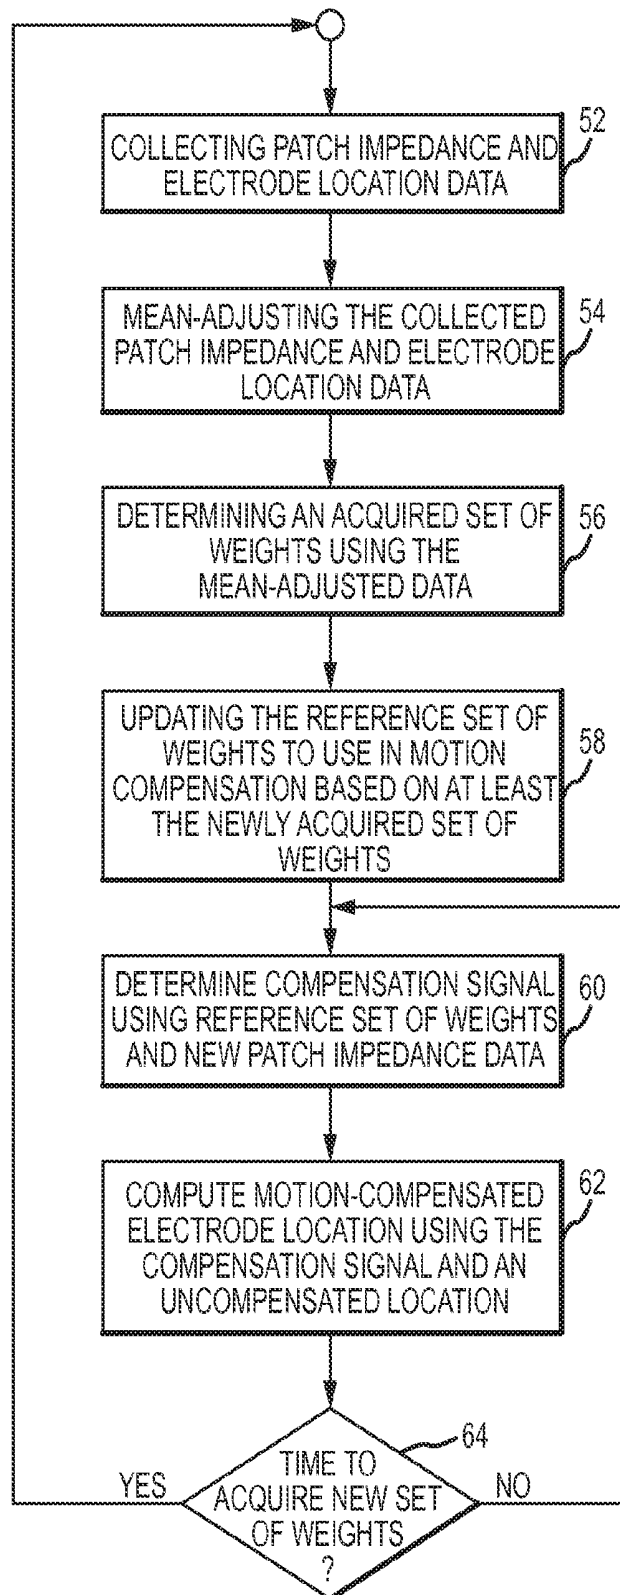 52
COLLECTING PATCH IMPEDANCE AND
ELECTRODE LOCATION DATA
54
MEAN-ADJUSTING THE COLLECTED
PATCH IMPEDANCE AND ELECTRODE
LOCATION DATA
56
DETERMINING AN ACQUIRED SET OF
WEIGHTS USING THE
MEAN-ADJUSTED DATA
58
UPDATING THE REFERENCE SET OF
WEIGHTS TO USE IN MOTION
COMPENSATION BASED ON AT LEAST
THE NEWLY ACQUIRED SET OF
WEIGHTS
60
DETERMINE COMPENSATION SIGNAL
USING REFERENCE SET OF WEIGHTS
AND NEW PATCH IMPEDANCE DATA
62
COMPUTE MOTION-COMPENSATED
ELECTRODE LOCATION USING THE
COMPENSATION SIGNAL AND AN
UNCOMPENSATED LOCATION
64
YES
TIME TO
ACQUIRE NEW SET
OF WEIGHTS
?
NO